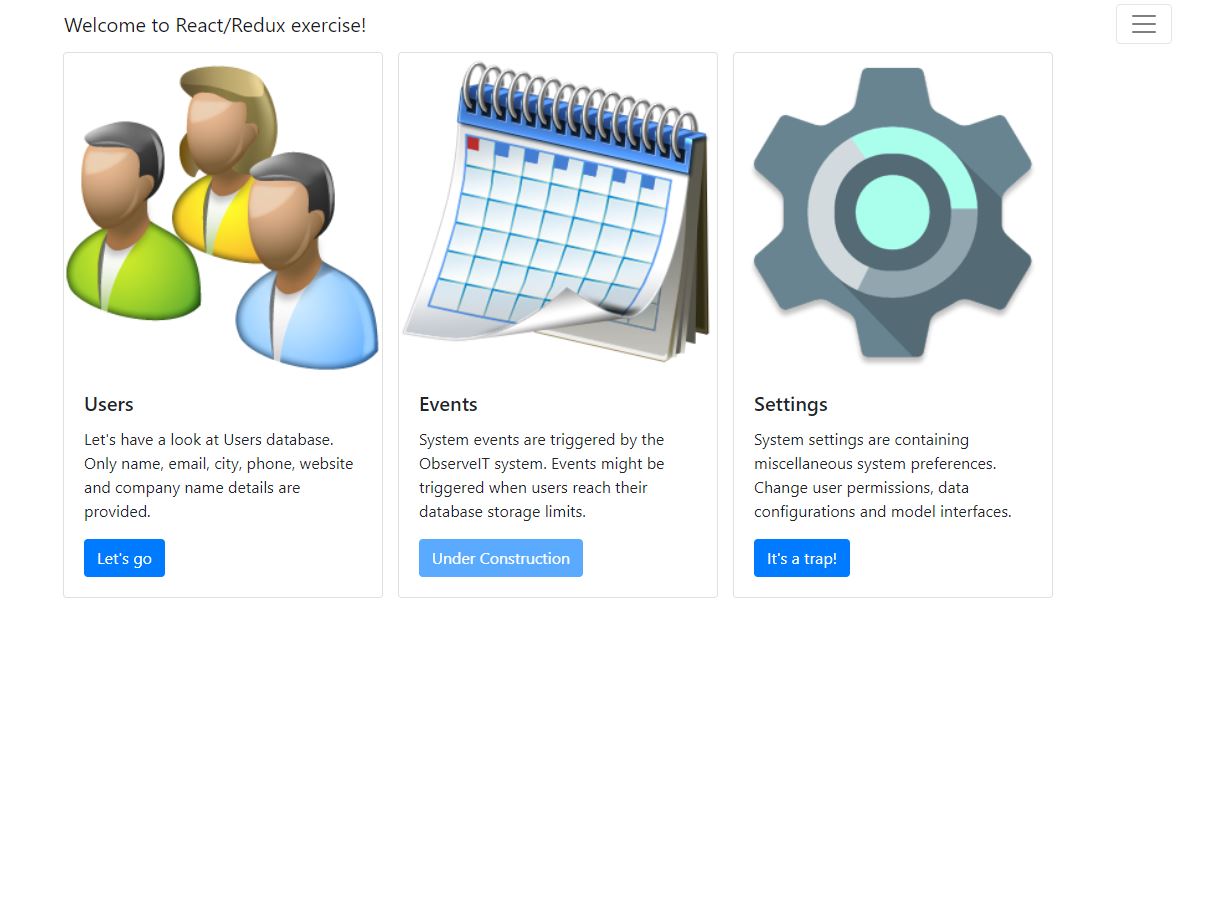 Welcome to React/Redux exercise!
Users
Let's have a look at Users database.
Only name, email, city, phone, website
and company name details are
provided.
Let's go
Events
System events are triggered by the
ObserveIT system. Events might be
triggered when users reach their
database storage limits.
Under Construction
Settings
System settings are containing
miscellaneous system preferences.
Change user permissions, data
configurations and model interfaces.
It's a trap!